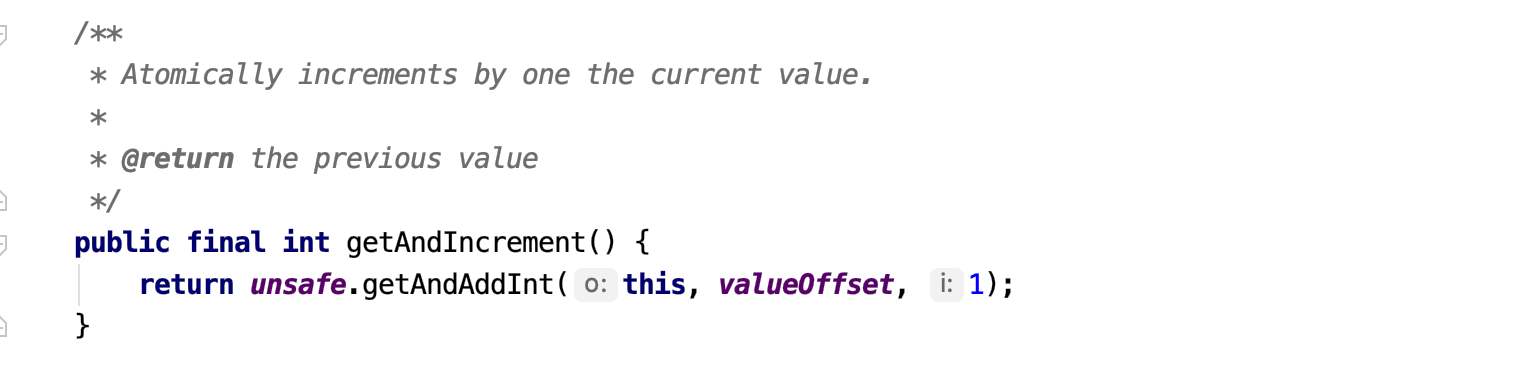 /**
 * Atomically increments by one the current value.
 *
 * @return the previous value
 */
public final int getAndIncrement() {
    return unsafe.getAndAddInt( o: this, valueOffset, i: 1);
}